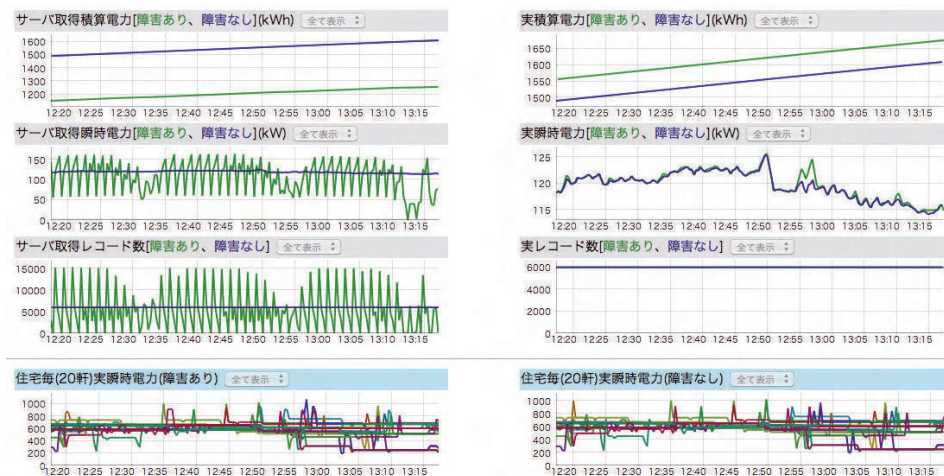 サーバ取得積算電力[障害あり、障害なし](kWh) 全て表示
1600
1500
1400
1300
1200
12:20 12:25 12:30 12:35 12:40 12:45 12:50 12:55 13:00 13:05 13:10 13:15
サーバ取得瞬時電力[障害あり、障害なし](kW) 全て表示
150
100
50
0
12:20 12:25 12:30 12:35 12:40 12:45 12:50 12:55 13:00 13:05 13:10 13:15
サーバ取得レコード数[障害あり、障害なし] 全て表示
15000
10000
5000
0
12:20 12:25 12:30 12:35 12:40 12:45 12:50 12:55 13:00 13:05 13:10 13:15
実積算電力[障害あり、障害なし](kWh) 全て表示
1650
1600
1550
1500
12:20 12:25 12:30 12:35 12:40 12:45 12:50 12:55 13:00 13:05 13:10 13:15
実瞬時電力[障害あり、障害なし](kW) 全て表示
125
120
115
12:20 12:25 12:30 12:35 12:40 12:45 12:50 12:55 13:00 13:05 13:10 13:15
実レコード数[障害あり、障害なし] 全て表示
6000
4000
2000
0
12:20 12:25 12:30 12:35 12:40 12:45 12:50 12:55 13:00 13:05 13:10 13:15
住宅毎(20軒)実瞬時電力(障害あり) 全て表示
1000
800
600
400
200
0
12:20 12:25 12:30 12:35 12:40 12:45 12:50 12:55 13:00 13:05 13:10 13:15
住宅毎(20軒)実瞬時電力(障害なし) 全て表示
1000
800
600
400
200
0
12:20 12:25 12:30 12:35 12:40 12:45 12:50 12:55 13:00 13:05 13:10 13:15